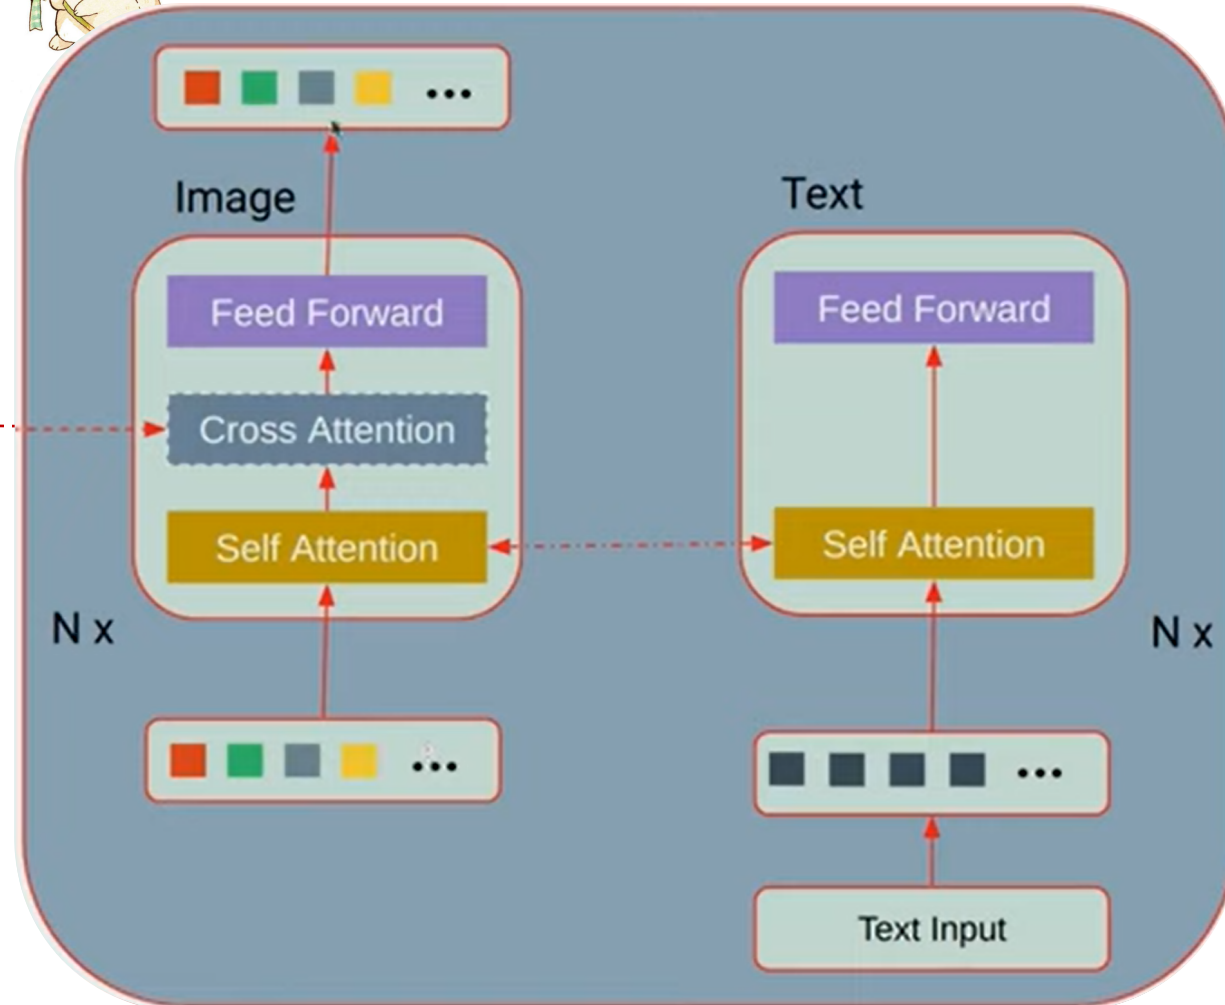 Image
Text
Feed Forward
Feed Forward
Cross Attention
Self Attention
Self Attention
N x
N x
Text Input